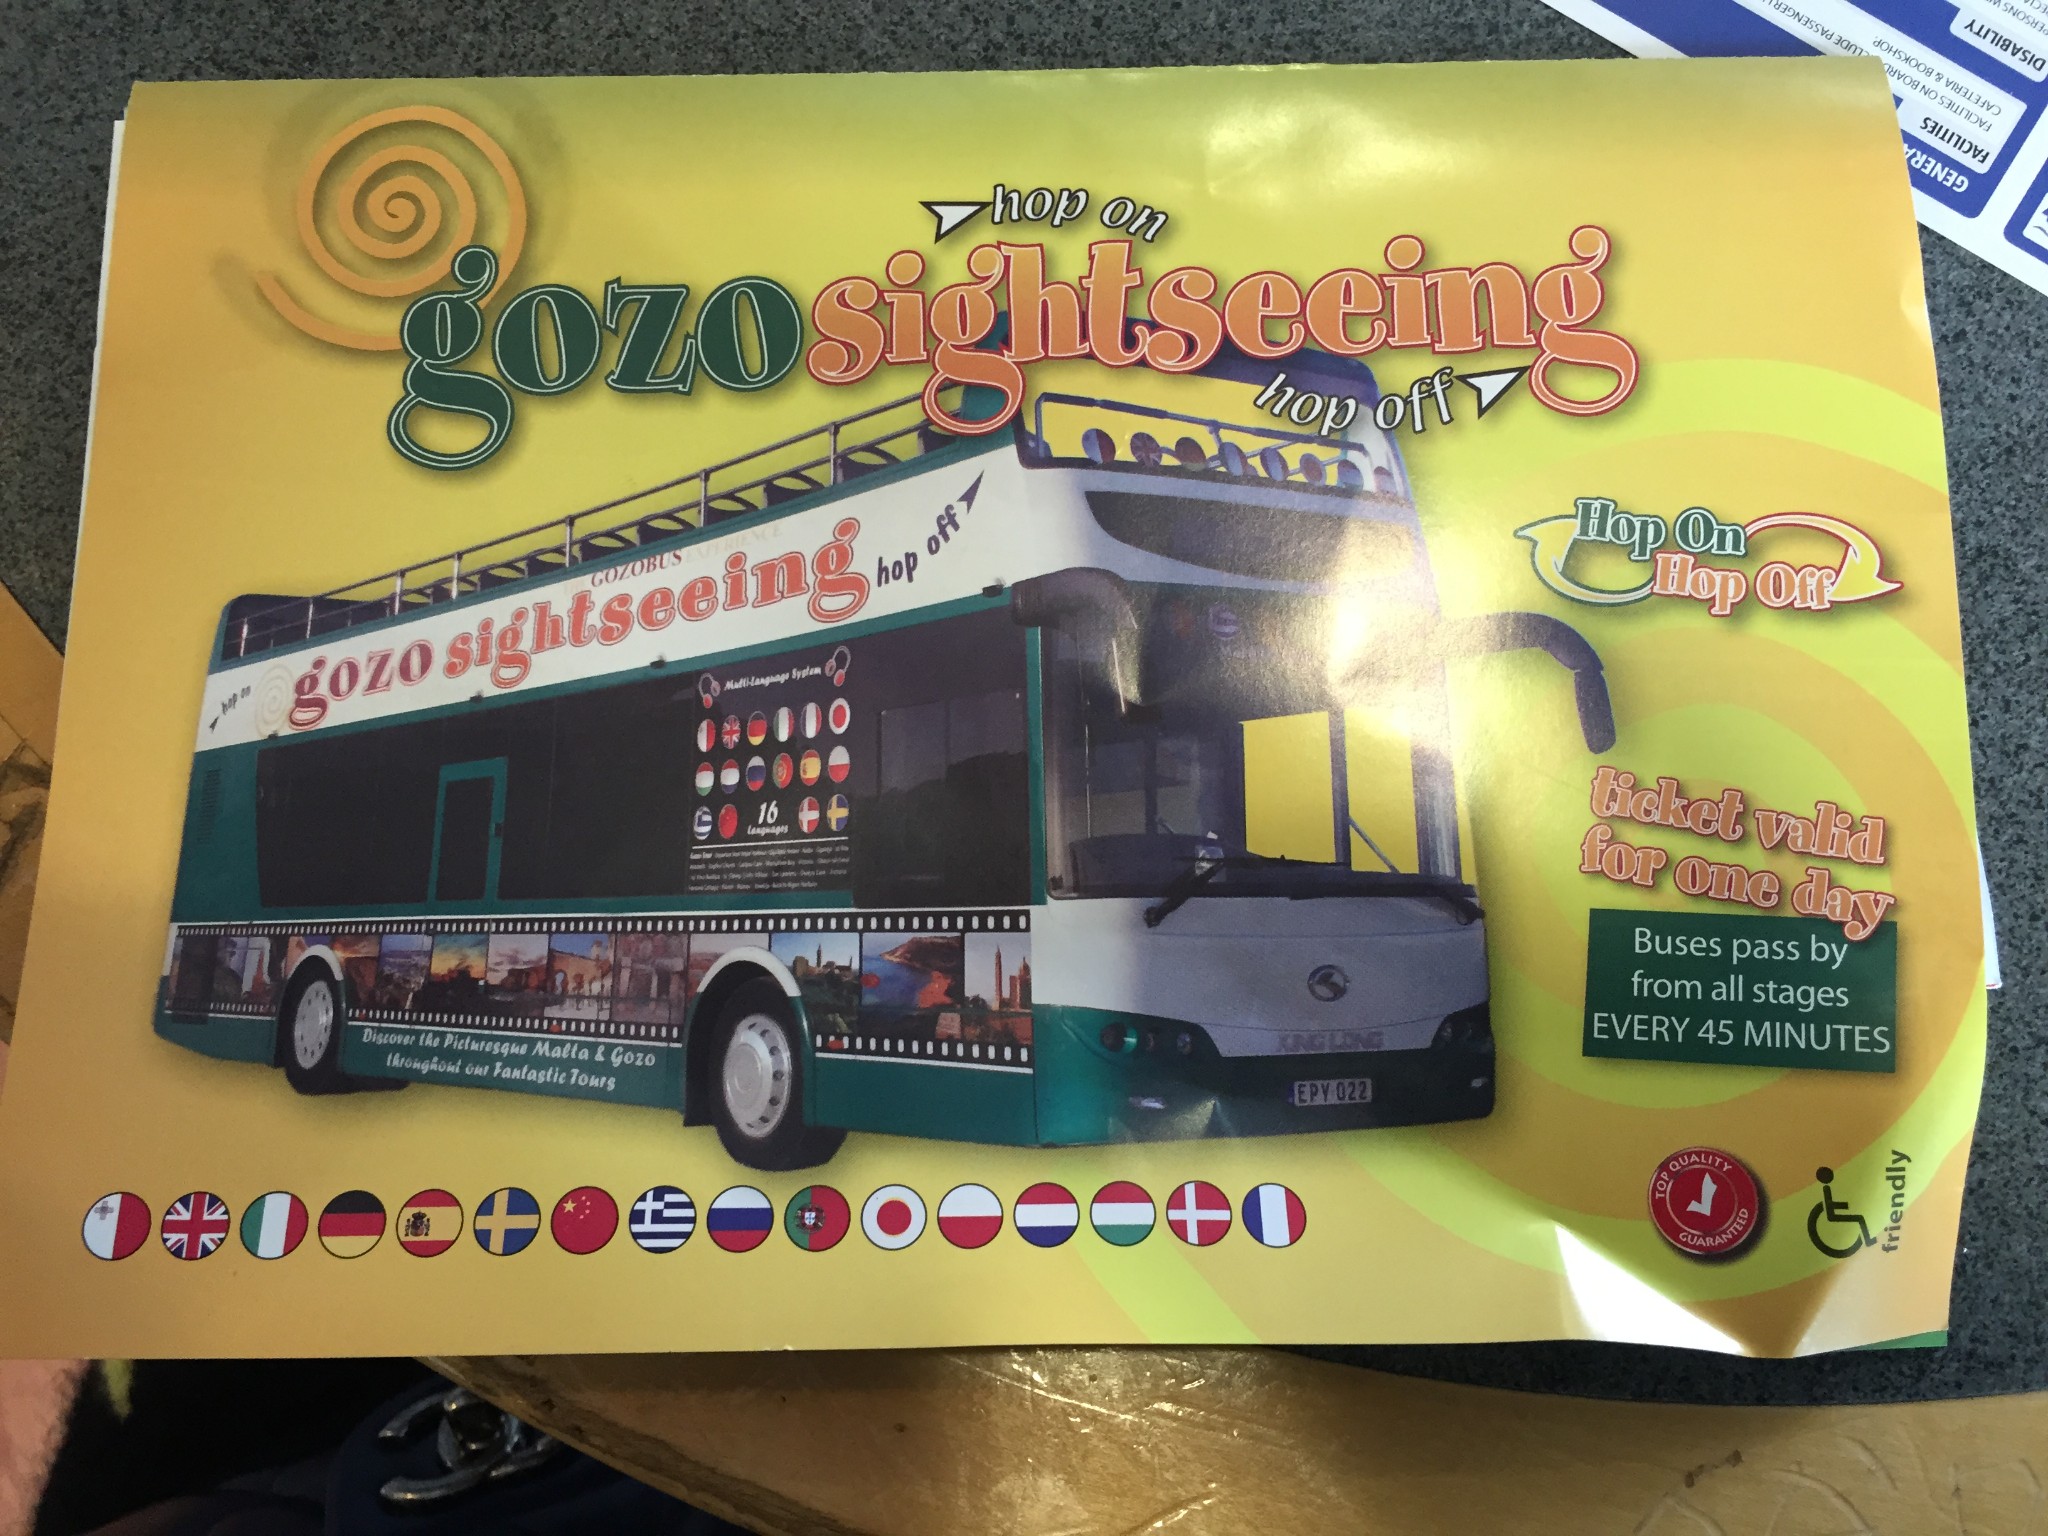 hop on
gozo sightseeing
hop off
GOZOBUS EXPERIENCE
hop on gozo sightseeing hop off
Multi-Language System
16
Languages
Discover the Picturesque Malta & Gozo
throughout our Fantastic Tours
KING LONG
EPY 022
Hop On
Hop Off
ticket valid
for one day
Buses pass by
from all stages
EVERY 45 MINUTES
TOP QUALITY
GUARANTEED
friendly
GENERA
FACILITIES
FACILITIES ON BOARD
CAFETERIA & BOOKSHOP.
DISABILITY